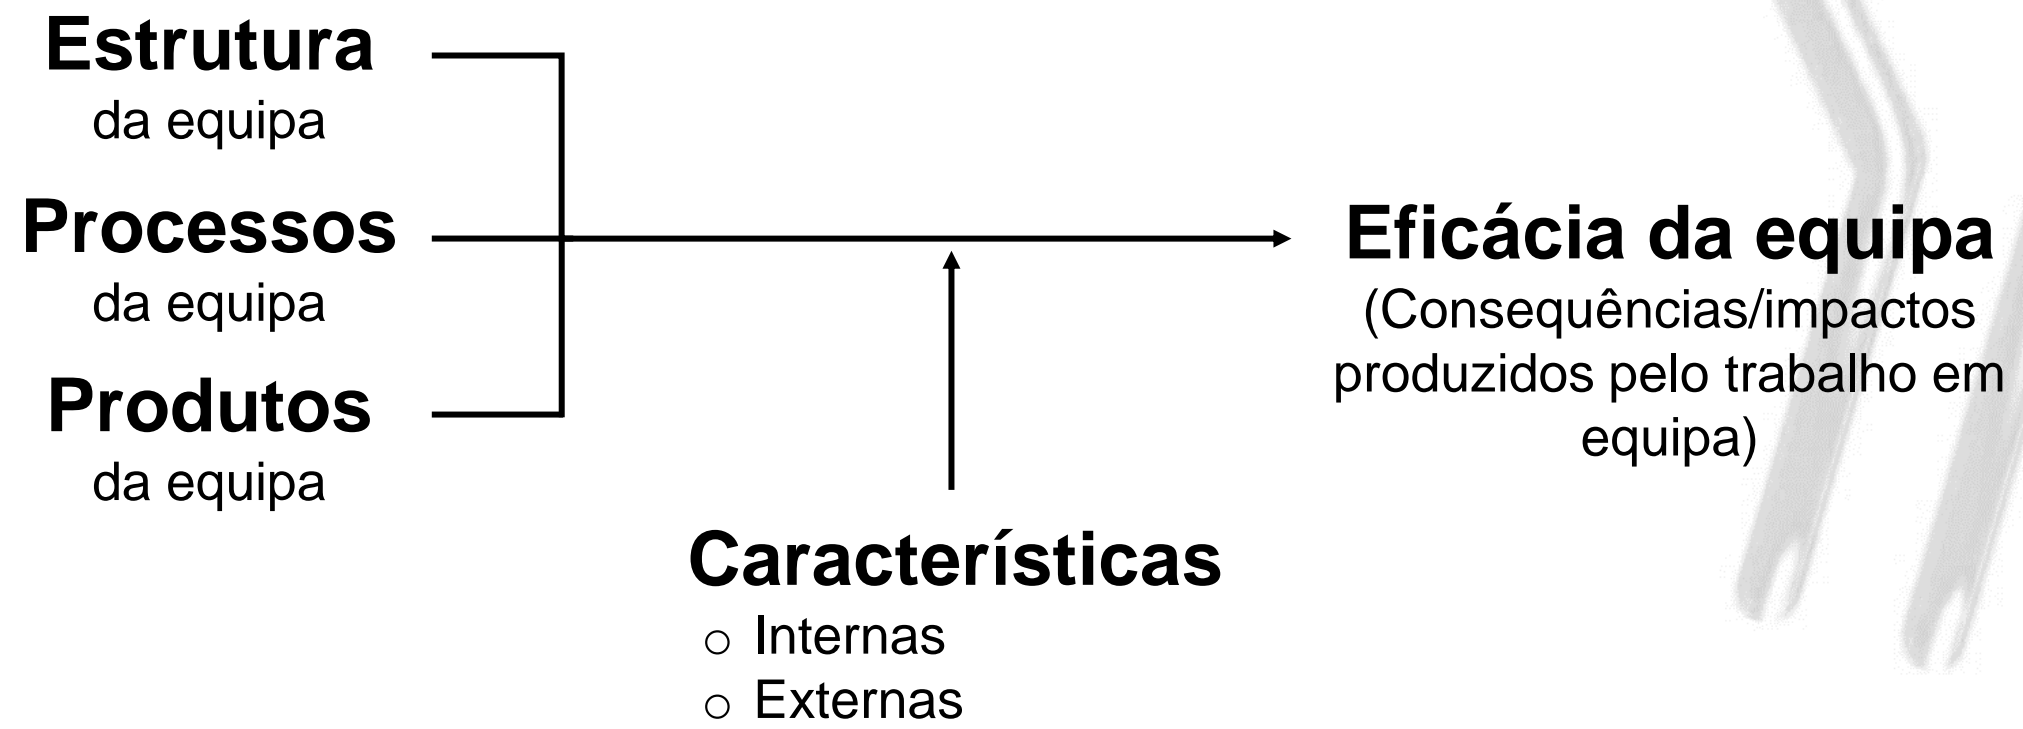 Estrutura
da equipa
Processos
da equipa
Produtos
da equipa
Eficácia da equipa
(Consequências/impactos
produzidos pelo trabalho em
equipa)
Características
o Internas
o Externas